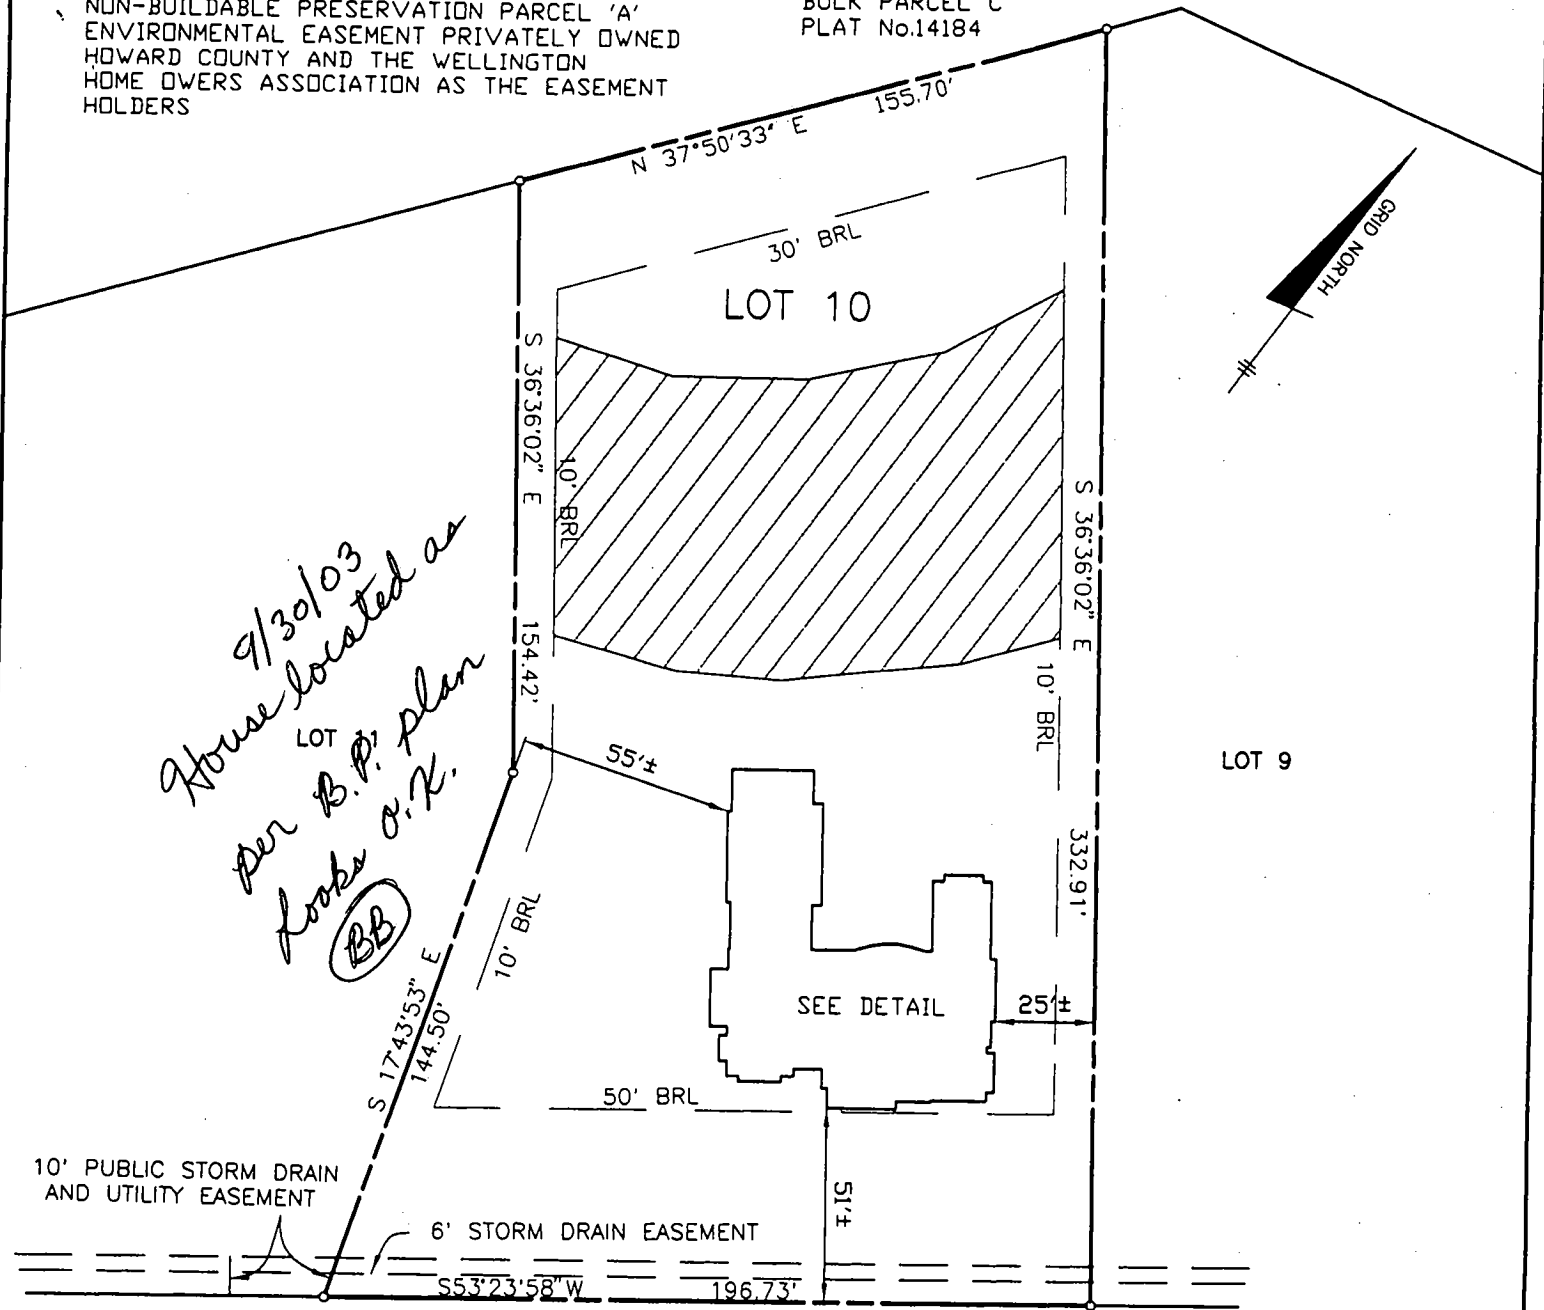 NON-BUILDABLE PRESERVATION PARCEL 'A'
ENVIRONMENTAL EASEMENT PRIVATELY OWNED
HOWARD COUNTY AND THE WELLINGTON
HOME OWERS ASSOCIATION AS THE EASEMENT
HOLDERS
BULK PARCEL C
PLAT No.14184
N 37°50'33" E
155.70'
30' BRL
LOT 10
GRID NORTH
S 36°36'02" E
154.42'
10' BRL
S 36°36'02" E
332.91'
10' BRL
9/30/03
House located as
per B.P. plan
looks O.K.
BB
LOT
LOT 9
55'±
S 17°43'53" E
144.50'
10' BRL
SEE DETAIL
25'±
50' BRL
51'±
10' PUBLIC STORM DRAIN
AND UTILITY EASEMENT
6' STORM DRAIN EASEMENT
S53°23'58"W
196.73'